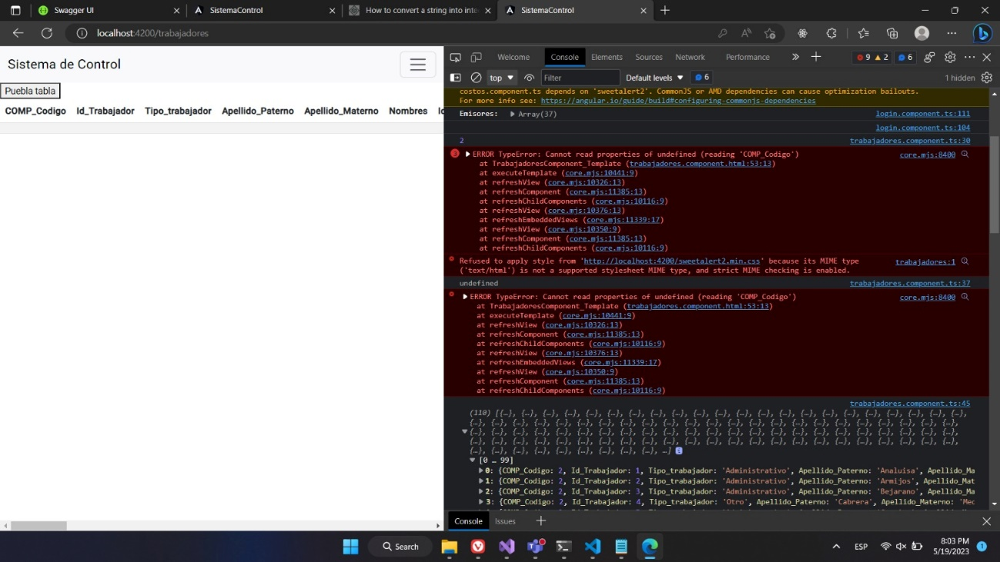 Swagger UI
SistemaControl
How to convert a string into inte
SistemaControl
localhost:4200/trabajadores
Sistema de Control
Puebla tabla
COMP_Codigo Id_Trabajador Tipo_trabajador Apellido_Paterno Apellido_Materno Nombres
Welcome Console Elements Sources Network Performance
9 2 6
top Filter Default levels 6 1 hidden
costos.component.ts depends on 'sweetalert2'. CommonJS or AMD dependencies can cause optimization bailouts.
For more info see: https://angular.io/guide/build#configuring-commonjs-dependencies
Emisores: Array(37) login.component.ts:111
login.component.ts:104
2 trabajadores.component.ts:30
3 ERROR TypeError: Cannot read properties of undefined (reading 'COMP_Codigo') core.mjs:8400
at TrabajadoresComponent_Template (trabajadores.component.html:53:13)
at executeTemplate (core.mjs:10441:9)
at refreshView (core.mjs:10326:13)
at refreshComponent (core.mjs:11385:13)
at refreshChildComponents (core.mjs:10116:9)
at refreshView (core.mjs:10376:13)
at refreshEmbeddedViews (core.mjs:11339:17)
at refreshView (core.mjs:10350:9)
at refreshComponent (core.mjs:11385:13)
at refreshChildComponents (core.mjs:10116:9)
Refused to apply style from 'http://localhost:4200/sweetalert2.min.css' because its MIME type trabajadores:1
('text/html') is not a supported stylesheet MIME type, and strict MIME checking is enabled.
undefined trabajadores.component.ts:37
ERROR TypeError: Cannot read properties of undefined (reading 'COMP_Codigo') core.mjs:8400
at TrabajadoresComponent_Template (trabajadores.component.html:53:13)
at executeTemplate (core.mjs:10441:9)
at refreshView (core.mjs:10326:13)
at refreshComponent (core.mjs:11385:13)
at refreshChildComponents (core.mjs:10116:9)
at refreshView (core.mjs:10376:13)
at refreshEmbeddedViews (core.mjs:11339:17)
at refreshView (core.mjs:10350:9)
at refreshComponent (core.mjs:11385:13)
at refreshChildComponents (core.mjs:10116:9)
trabajadores.component.ts:45
(110) [{…}, {…}, {…}, {…}, {…}, {…}, {…}, {…}, {…}, {…}, {…}, {…}, {…}, {…}, {…}, {…}, {…}, {…}, {…}, {…}, {…}, {…},
{…}, {…}, {…}, {…}, {…}, {…}, {…}, {…}, {…}, {…}, {…}, {…}, {…}, {…}, {…}, {…}, {…}, {…}, {…}, {…}, {…}, {…}, {…},
{…}, {…}, {…}, {…}, {…}, {…}, {…}, {…}, {…}, {…}, {…}, {…}, {…}, {…}, {…}, {…}, {…}, {…}, {…}, {…}, {…}, {…}, {…},
{…}, {…}, {…}, {…}, {…}, {…}, {…}, {…}, {…}, {…}, {…}, {…}, {…}, {…}, {…}, {…}, {…}, {…}, {…}, {…}, {…}, {…}, {…},
{…}, {…}, {…}, {…}, {…}, {…}, {…}, {…}, {…}, …]
[0 … 99]
0: {COMP_Codigo: 2, Id_Trabajador: 1, Tipo_trabajador: 'Administrativo', Apellido_Paterno: 'Analuisa', Apellido_Ma
1: {COMP_Codigo: 2, Id_Trabajador: 2, Tipo_trabajador: 'Administrativo', Apellido_Paterno: 'Armijos', Apellido_Mat
2: {COMP_Codigo: 2, Id_Trabajador: 3, Tipo_trabajador: 'Administrativo', Apellido_Paterno: 'Bejarano', Apellido_Ma
3: {COMP_Codigo: 2, Id_Trabajador: 4, Tipo_trabajador: 'Otro', Apellido_Paterno: 'Cabrera', Apellido_Materno: 'Mec
Console Issues
Search
ESP
8:03 PM
5/19/2023
1